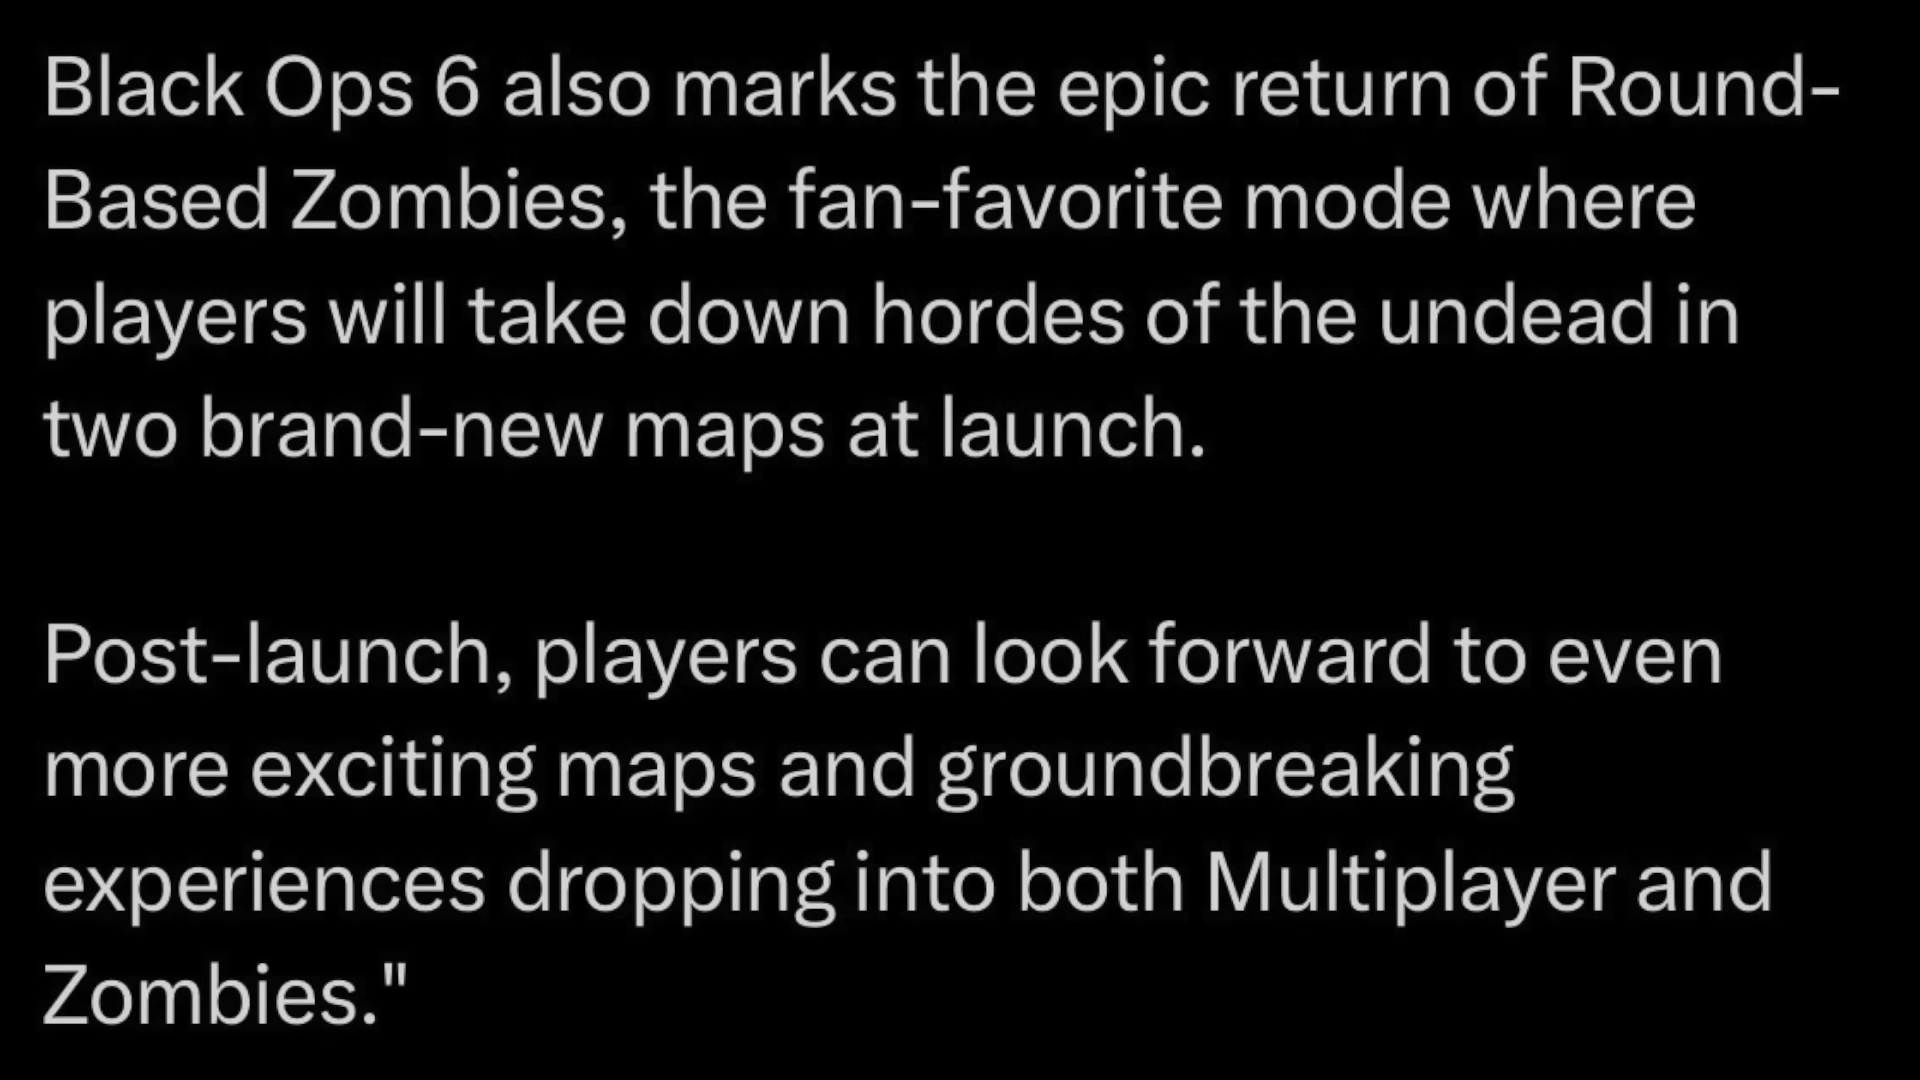 Black Ops 6 also marks the epic return of Round-
Based Zombies, the fan-favorite mode where
players will take down hordes of the undead in
two brand-new maps at launch.
Post-launch, players can look forward to even
more exciting maps and groundbreaking
experiences dropping into both Multiplayer and
Zombies."